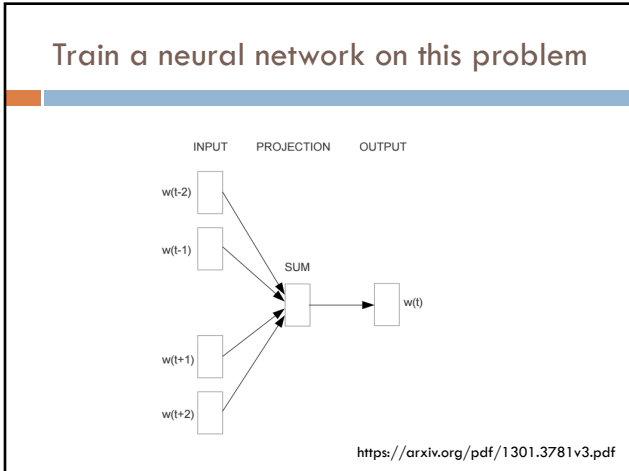 Train a neural network on this problem
INPUT PROJECTION OUTPUT
w(t-2)
w(t-1)
SUM
w(t)
w(t+1)
w(t+2)
https://arxiv.org/pdf/1301.3781v3.pdf